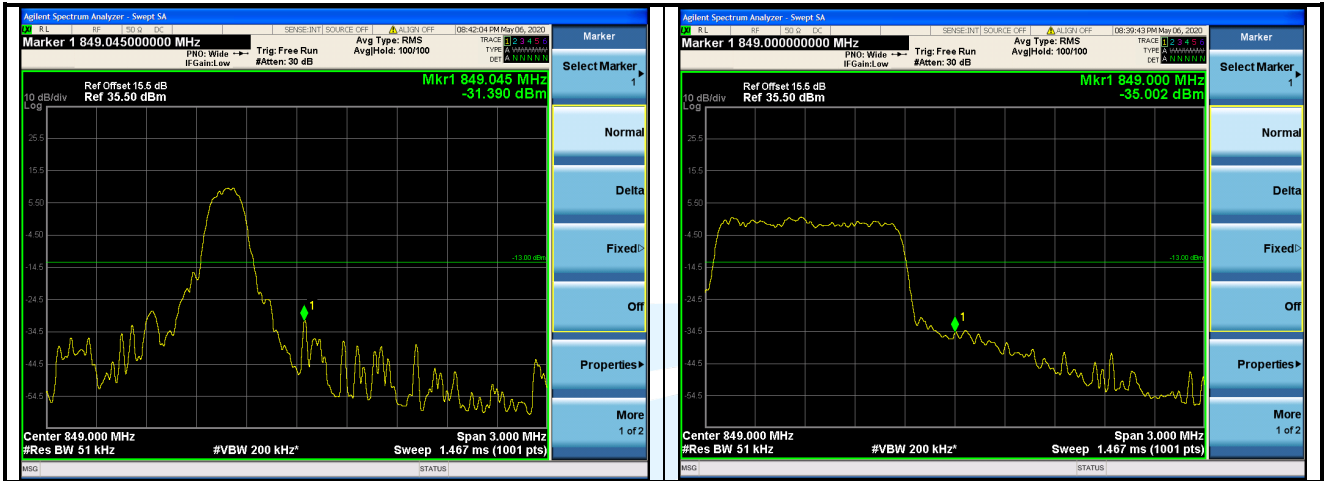 Agilent Spectrum Analyzer - Swept SA
RL RF 50 Ω DC SENSE:INT SOURCE OFF ALIGN OFF 08:42:04 PM May 06, 2020
Marker 1 849.045000000 MHz
PNO: Wide
IFGain:Low
Trig: Free Run
#Atten: 30 dB
Avg Type: RMS
Avg|Hold: 100/100
TRACE 1 2 3 4 5 6
TYPE A
DET A N N N N N
Ref Offset 15.5 dB
10 dB/div Ref 35.50 dBm
Log
Mkr1 849.045 MHz
-31.390 dBm
25.5
15.5
5.50
-4.50
-13.00 dBm
-14.5
-24.5
1
-34.5
-44.5
-54.5
Center 849.000 MHz Span 3.000 MHz
#Res BW 51 kHz #VBW 200 kHz* Sweep 1.467 ms (1001 pts)
MSG STATUS
Marker
Select Marker
1
Normal
Delta
Fixed
Off
Properties
More
1 of 2
Agilent Spectrum Analyzer - Swept SA
RL RF 50 Ω DC SENSE:INT SOURCE OFF ALIGN OFF 08:39:43 PM May 06, 2020
Marker 1 849.000000000 MHz
PNO: Wide
IFGain:Low
Trig: Free Run
#Atten: 30 dB
Avg Type: RMS
Avg|Hold: 100/100
TRACE 1 2 3 4 5 6
TYPE A
DET A N N N N N
Ref Offset 15.5 dB
10 dB/div Ref 35.50 dBm
Log
Mkr1 849.000 MHz
-35.002 dBm
25.5
15.5
5.50
-4.50
-13.00 dBm
-14.5
-24.5
1
-34.5
-44.5
-54.5
Center 849.000 MHz Span 3.000 MHz
#Res BW 51 kHz #VBW 200 kHz* Sweep 1.467 ms (1001 pts)
MSG STATUS
Marker
Select Marker
1
Normal
Delta
Fixed
Off
Properties
More
1 of 2